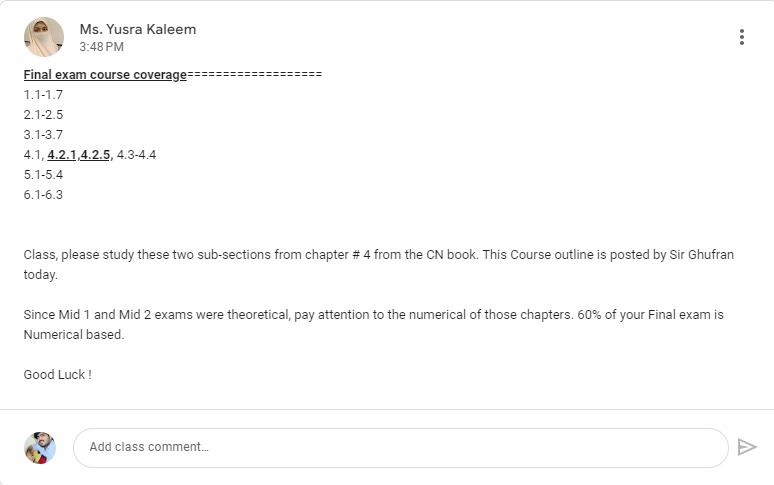 Ms. Yusra Kaleem
3:48 PM
Final exam course coverage===================
1.1-1.7
2.1-2.5
3.1-3.7
4.1, 4.2.1,4.2.5, 4.3-4.4
5.1-5.4
6.1-6.3
Class, please study these two sub-sections from chapter # 4 from the CN book. This Course outline is posted by Sir Ghufran
today.
Since Mid 1 and Mid 2 exams were theoretical, pay attention to the numerical of those chapters. 60% of your Final exam is
Numerical based.
Good Luck !
Add class comment...